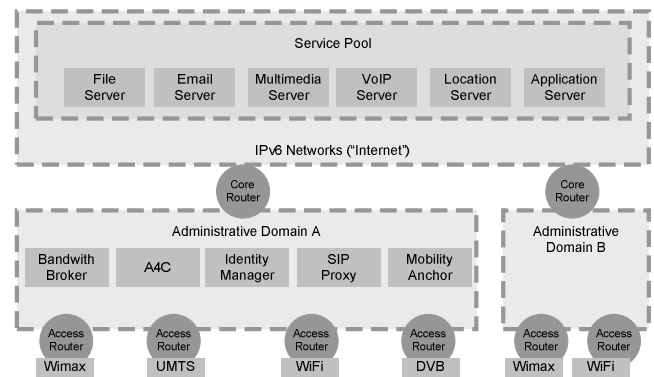 Service Pool
File
Server
Email
Server
Multimedia
Server
VoIP
Server
Location
Server
Application
Server
IPv6 Networks (“Internet”)
Core
Router
Core
Router
Administrative Domain A
Bandwith
Broker
A4C
Identity
Manager
SIP
Proxy
Mobility
Anchor
Administrative
Domain B
Access
Router
Wimax
Access
Router
UMTS
Access
Router
WiFi
Access
Router
DVB
Access
Router
Wimax
Access
Router
WiFi